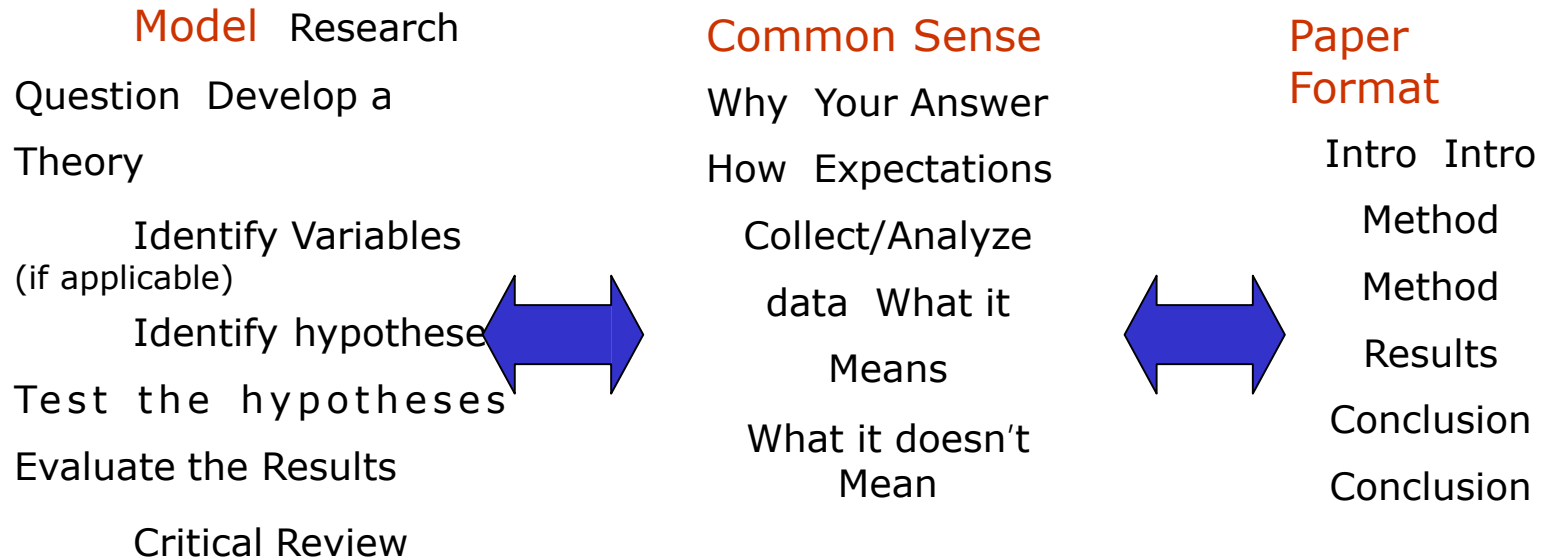 Model Research
Question Develop a
Theory
Identify Variables
(if applicable)
Identify hypothese
Test the hypotheses
Evaluate the Results
Critical Review
Common Sense
Why Your Answer
How Expectations
Collect/Analyze
data What it
Means
What it doesn't
Mean
Paper
Format
Intro Intro
Method
Method
Results
Conclusion
Conclusion